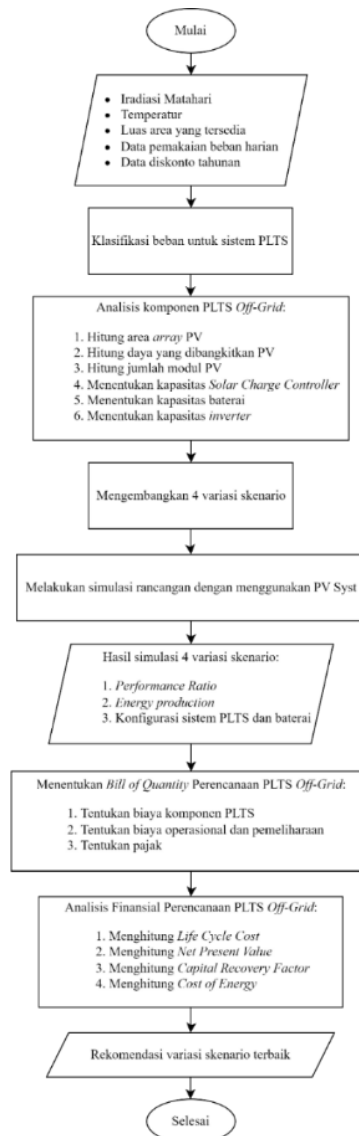 Mulai
• Iradiasi Matahari
• Temperatur
• Luas area yang tersedia
• Data pemakaian beban harian
• Data diskonto tahunan
Klasifikasi beban untuk sistem PLTS
Analisis komponen PLTS Off-Grid:
1. Hitung area array PV
2. Hitung daya yang dibangkitkan PV
3. Hitung jumlah modul PV
4. Menentukan kapasitas Solar Charge Controller
5. Menentukan kapasitas baterai
6. Menentukan kapasitas inverter
Mengembangkan 4 variasi skenario
Melakukan simulasi rancangan dengan menggunakan PV Syst
Hasil simulasi 4 variasi skenario:
1. Performance Ratio
2. Energy production
3. Konfigurasi sistem PLTS dan baterai
Menentukan Bill of Quantity Perencanaan PLTS Off-Grid:
1. Tentukan biaya komponen PLTS
2. Tentukan biaya operasional dan pemeliharaan
3. Tentukan pajak
Analisis Finansial Perencanaan PLTS Off-Grid:
1. Menghitung Life Cycle Cost
2. Menghitung Net Present Value
3. Menghitung Capital Recovery Factor
4. Menghitung Cost of Energy
Rekomendasi variasi skenario terbaik
Selesai